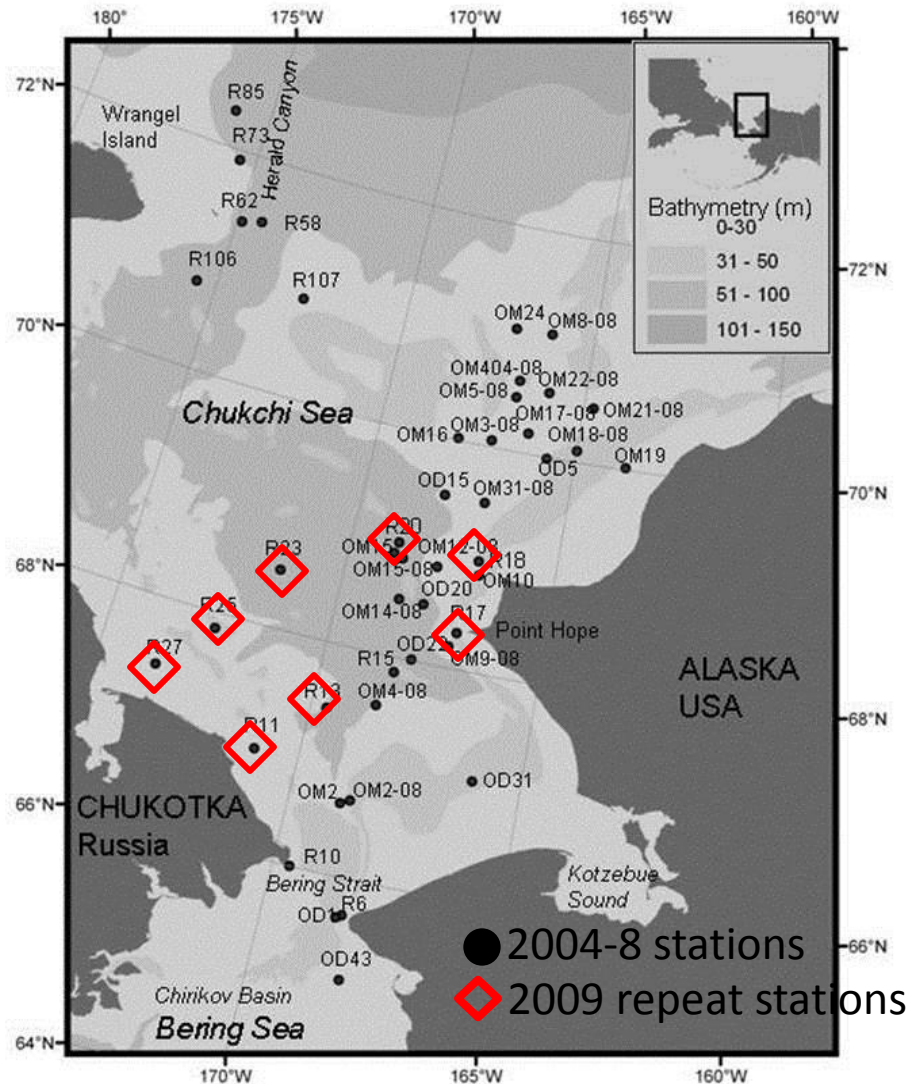 180° 175°W 170°W 165°W 160°W
72°N
Wrangel
Island
R85
R73
Herald Canyon
R62
R58
R106
R107
Bathymetry (m)
0-30
31 - 50
51 - 100
101 - 150
72°N
70°N
OM24
OM8-08
OM404-08
OM5-08
OM22-08
OM17-08
OM21-08
Chukchi Sea
OM16
OM3-08
OM18-08
OD5
OM19
OD15
OM31-08
70°N
68°N
R20
R23
OM12-08
R18
OM15-08
OM10
OD20
OM14-08
R25
R17
Point Hope
R27
OD22
OM9-08
R15
ALASKA
USA
R13
OM4-08
68°N
R11
66°N
CHUKOTKA
Russia
OM2
OM2-08
OD31
R10
Bering Strait
Kotzebue
Sound
R6
OD1
2004-8 stations
66°N
OD43
2009 repeat stations
Chirikov Basin
Bering Sea
64°N
170°W 165°W 160°W